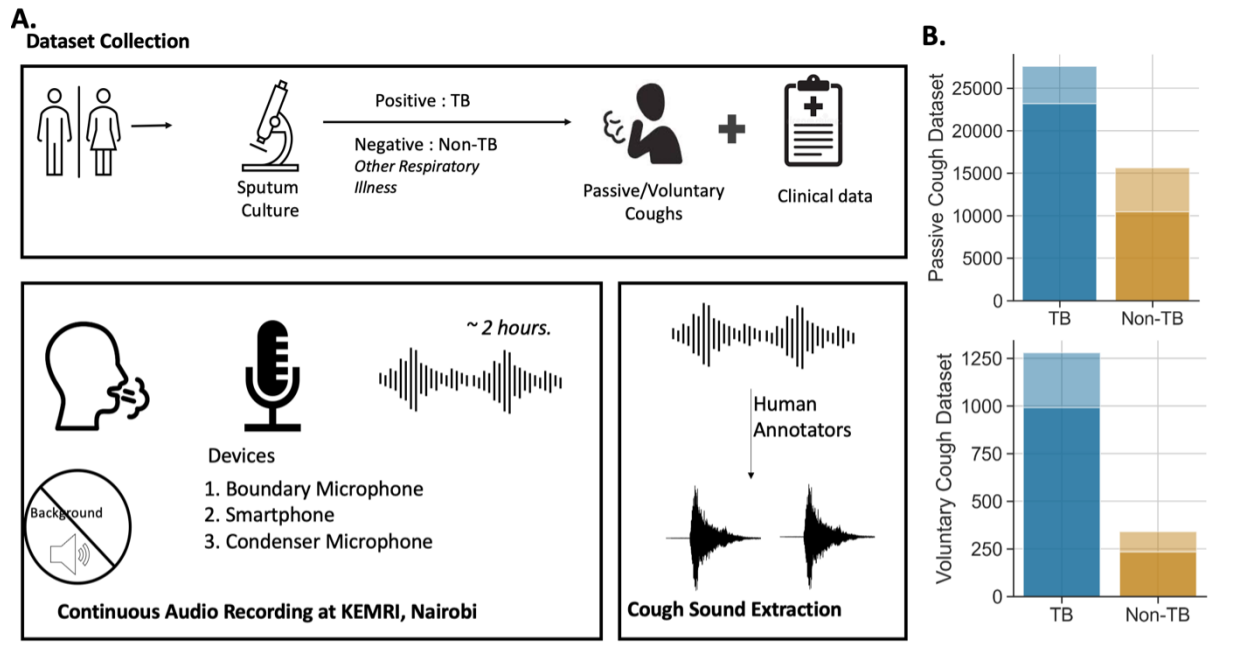 A.
Dataset Collection
Positive : TB
Negative : Non-TB
Other Respiratory
Illness
Sputum
Culture
Passive/Voluntary
Coughs
Clinical data
~ 2 hours.
Devices
1. Boundary Microphone
2. Smartphone
3. Condenser Microphone
Background
Continuous Audio Recording at KEMRI, Nairobi
Human
Annotators
Cough Sound Extraction
B.
Passive Cough Dataset
25000
20000
15000
10000
5000
0
TB Non-TB
Voluntary Cough Dataset
1250
1000
750
500
250
0
TB Non-TB